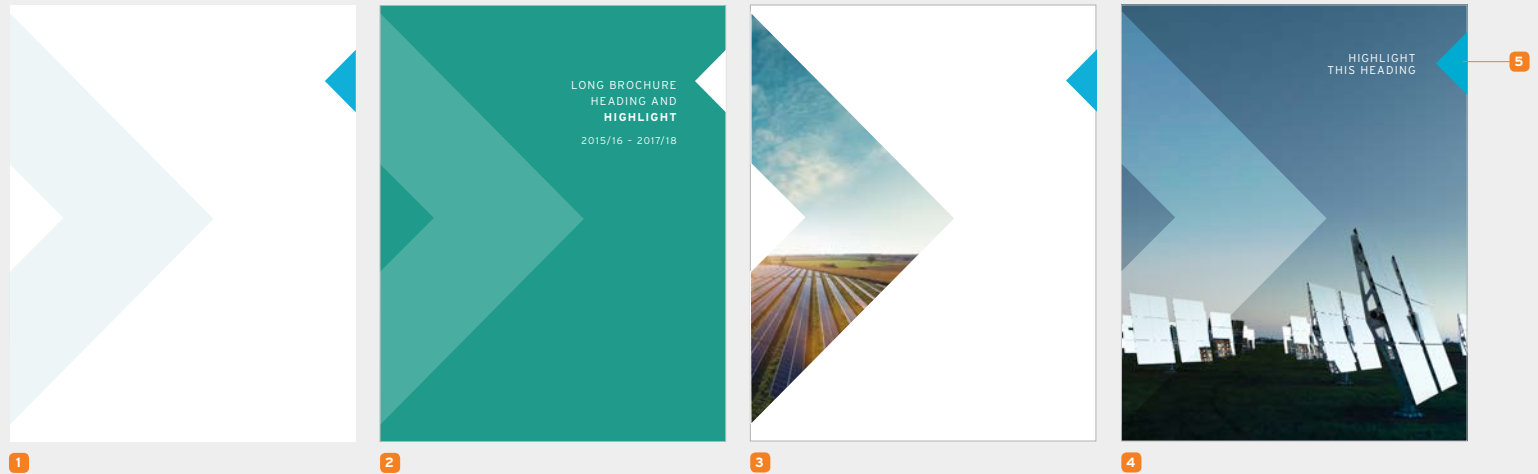 LONG BROCHURE
HEADING AND
HIGHLIGHT
2015/16 - 2017/18
HIGHLIGHT
THIS HEADING
5
1
2
3
4